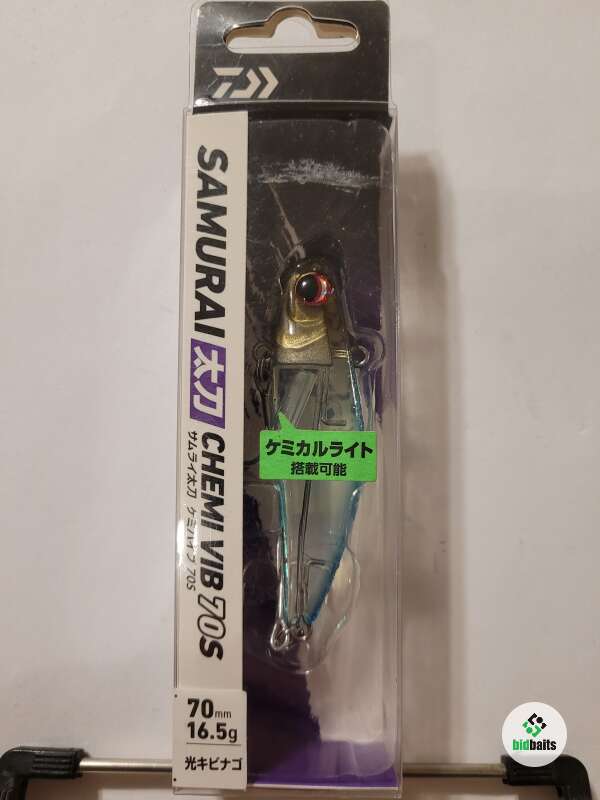 SAMURAI 太刀 CHEMI VIB 70S
サムライ太刀 ケミバイブ 70S
ケミカルライト
搭載可能
70mm
16.5g
光キビナゴ
bidbaits